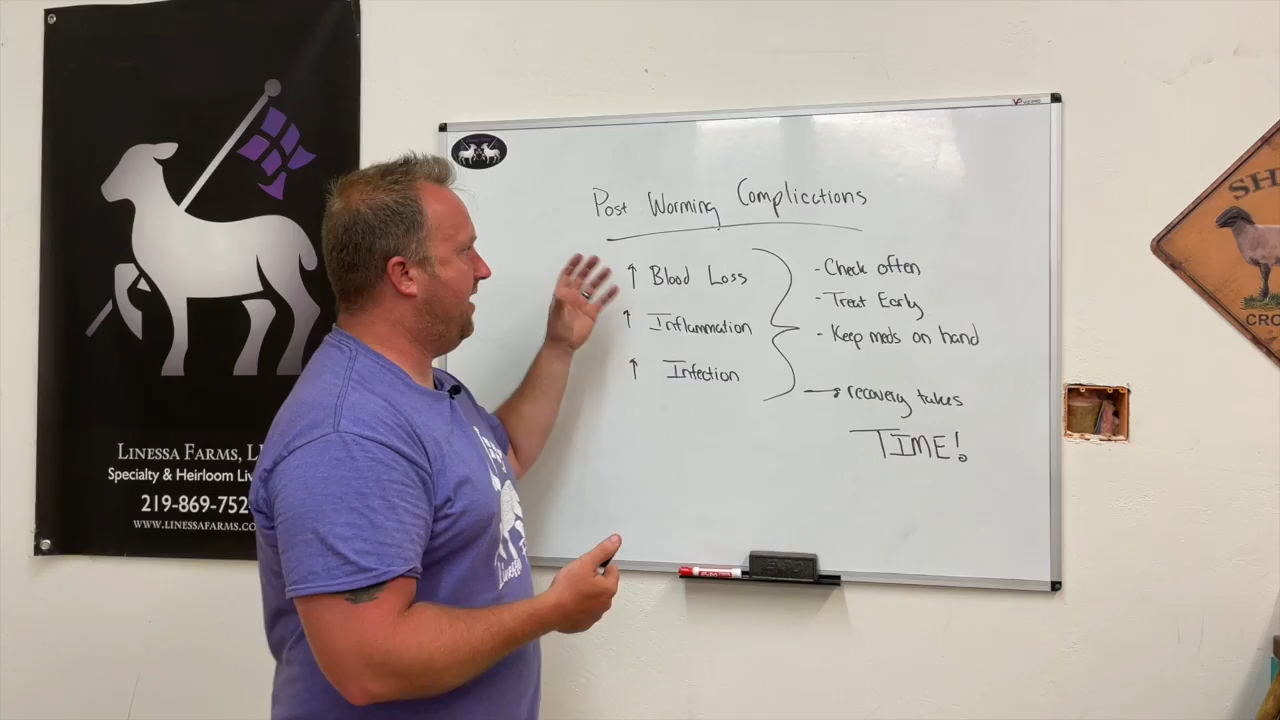 LINESSA FARMS, L
Specialty & Heirloom Liv
219-869-752
WWW.LINESSAFARMS.CO
Post Worming Complications
↑ Blood Loss
↑ Inflammation
↑ Infection
- Check often
- Treat Early
- Keep meds on hand
→ recovery takes
TIME!
SH
CRO